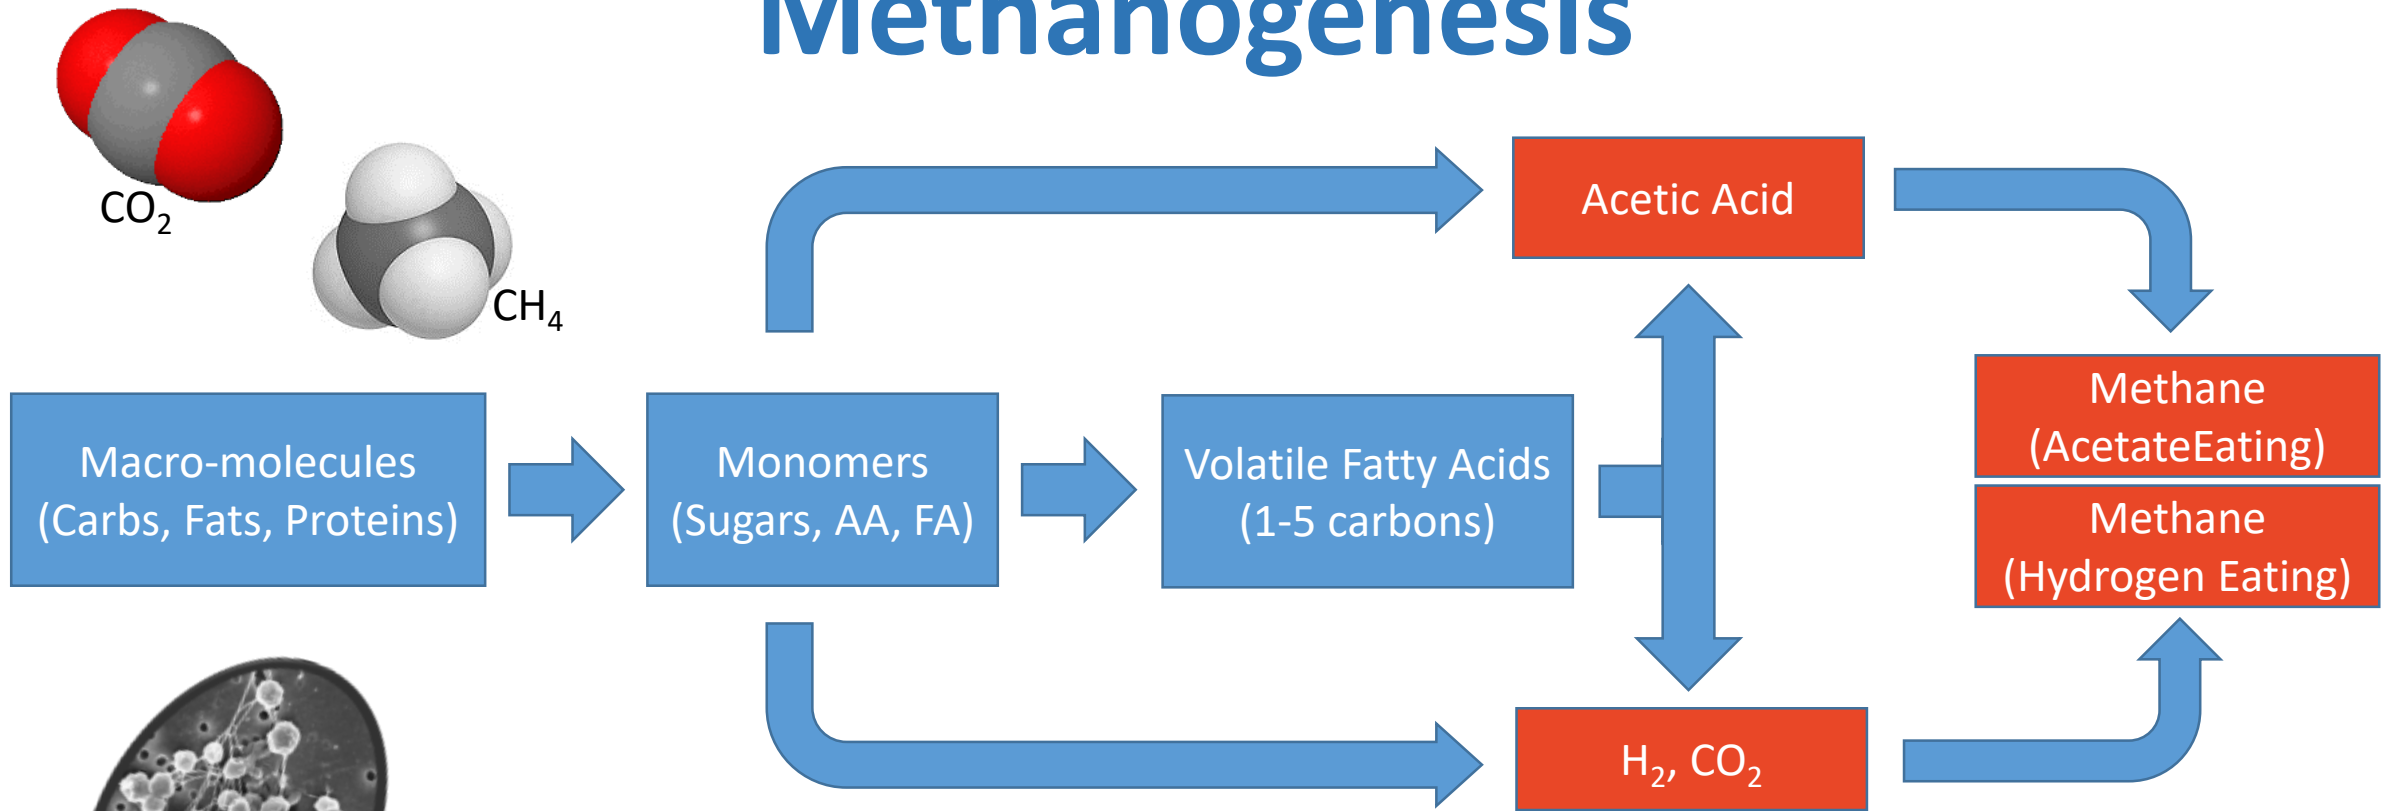 Methanogenesis
CO₂
CH₄
Acetic Acid
Macro-molecules
(Carbs, Fats, Proteins)
Monomers
(Sugars, AA, FA)
Volatile Fatty Acids
(1-5 carbons)
Methane
(AcetateEating)
Methane
(Hydrogen Eating)
H₂, CO₂